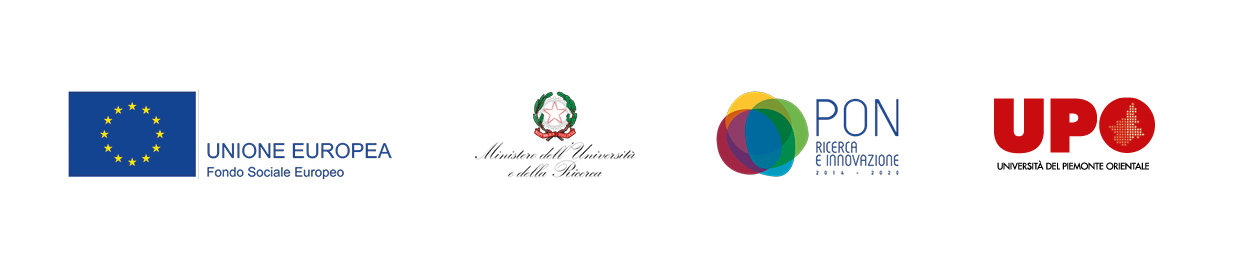 UNIONE EUROPEA
Fondo Sociale Europeo
Ministero dell'Università
e della Ricerca
PON
RICERCA
E INNOVAZIONE
2014 - 2020
UPO
UNIVERSITÀ DEL PIEMONTE ORIENTALE